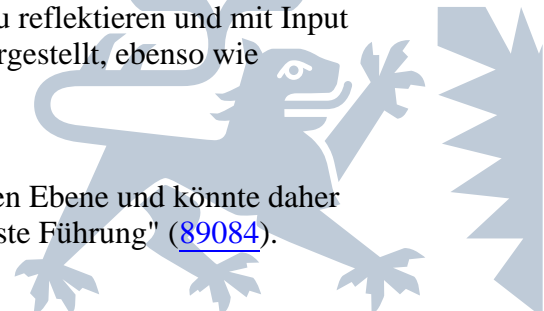 u reflektieren und mit Input
rgestellt, ebenso wie
en Ebene und könnte daher
ste Führung" (89084).